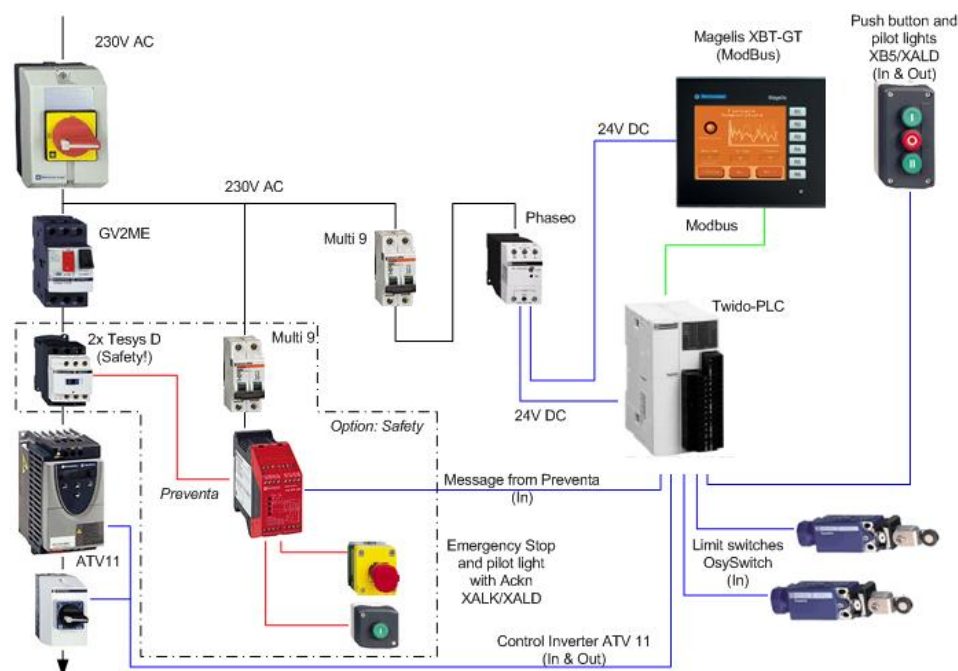 230V AC
Magelis XBT-GT
(ModBus)
Push button and
pilot lights
XB5/XALD
(In & Out)
24V DC
Magelis
230V AC
GV2ME
Multi 9
Phaseo
Modbus
Twido-PLC
2x Tesys D
(Safety!)
Multi 9
24V DC
Option: Safety
Preventa
Message from Preventa
(In)
ATV11
Emergency Stop
and pilot light
with Ackn
XALK/XALD
Limit switches
OsySwitch
(In)
Control Inverter ATV 11
(In & Out)